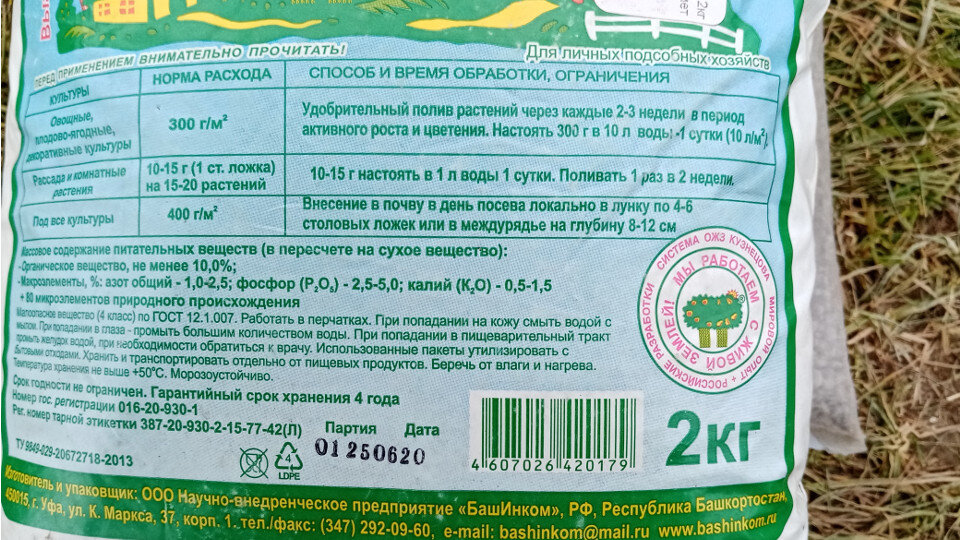 ВЫ
2кг
вет
Для личных подсобных хозяйств
ПЕРЕД ПРИМЕНЕНИЕМ ВНИМАТЕЛЬНО ПРОЧИТАТЬ!
КУЛЬТУРЫ
НОРМА РАСХОДА
СПОСОБ И ВРЕМЯ ОБРАБОТКИ, ОГРАНИЧЕНИЯ
Овощные,
плодово-ягодные,
декоративные культуры
300 г/м²
Удобрительный полив растений через каждые 2-3 недели в период
активного роста и цветения. Настоять 300 г в 10 л воды -1 сутки (10 л/м²).
Рассада и комнатные
растения
10-15 г (1 ст. ложка)
на 15-20 растений
10-15 г настоять в 1 л воды 1 сутки. Поливать 1 раз в 2 недели.
Под все культуры
400 г/м²
Внесение в почву в день посева локально в лунку по 4-6
столовых ложек или в междурядье на глубину 8-12 см
Массовое содержание питательных веществ (в пересчете на сухое вещество):
- Органическое вещество, не менее 10,0%;
- Макроэлементы, %: азот общий - 1,0-2,5; фосфор (P₂O₅) - 2,5-5,0; калий (K₂O) - 0,5-1,5
+ 80 микроэлементов природного происхождения
Малоопасное вещество (4 класс) по ГОСТ 12.1.007. Работать в перчатках. При попадании на кожу смыть водой с
мылом. При попадании в глаза - промыть большим количеством воды. При попадании в пищеварительный тракт
промыть желудок водой, при необходимости обратиться к врачу. Использованные пакеты утилизировать с
бытовыми отходами. Хранить и транспортировать отдельно от пищевых продуктов. Беречь от влаги и нагрева.
Температура хранения не выше +50°C. Морозоустойчиво.
Срок годности не ограничен. Гарантийный срок хранения 4 года
Номер гос. регистрации 016-20-930-1
Рег. номер тарной этикетки 387-20-930-2-15-77-42(Л)
Партия Дата
01 250620
ТУ 9849-029-20672718-2013
4
LDPE
4 607026 420179
СИСТЕМА ОЖЗ КУЗНЕЦОВА МИРОВОЙ ОПЫТ + РОССИЙСКИЕ РАЗРАБОТКИ
МЫ РАБОТАЕМ С ЖИВОЙ ЗЕМЛЕЙ!
2кг
Изготовитель и упаковщик: ООО Научно-внедренческое предприятие «БашИнком», РФ, Республика Башкортостан,
450015, г. Уфа, ул. К. Маркса, 37, корп. 1. тел./факс: (347) 292-09-60, e-mail: bashinkom@mail.ru www.bashinkom.ru